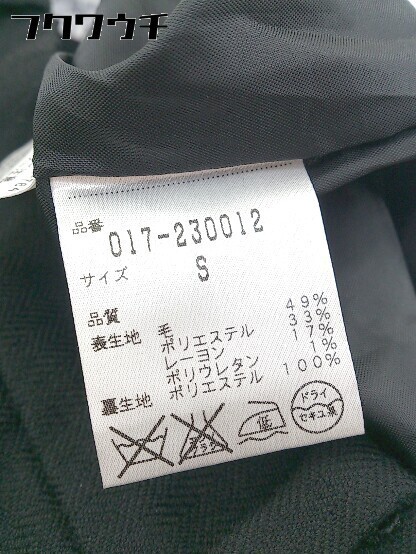 フクワウチ
品番
017-230012
サイズ S
品質
表生地 毛 49%
ポリエステル 33%
レーヨン 17%
ポリウレタン 1%
裏生地 ポリエステル 100%
低
ドライ
セキユ系